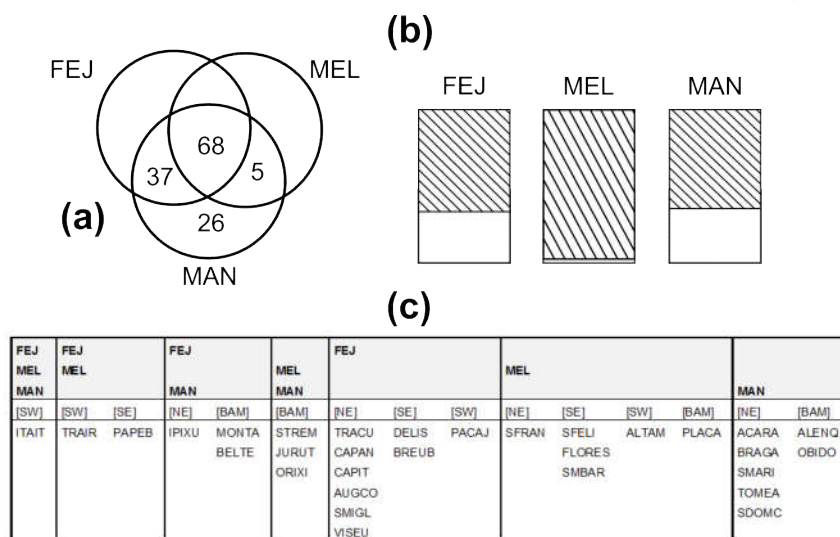 (b)
FEJ
MEL
FEJ MEL MAN
68
37
5
(a)
26
MAN
(c)
FEJ FEJ FEJ FEJ
MEL MEL MEL MEL
MAN MAN MAN MAN
[SW] [SW] [SE] [NE] [BAM] [BAM] [NE] [SE] [SW] [NE] [SE] [SW] [BAM] [NE] [BAM]
ITAIT TRAIR PAPEB IPIXU MONTA STREM TRACU DELIS PACAJ SFRAN SFELI ALTAM PLACA ACARA ALENQ
BELTE JURUT CAPAN BREUB FLORES BRAGA OBIDO
ORIXI CAPIT SMBAR SMARI
AUGCO TOMEA
SMIGL SDOMC
VISEU